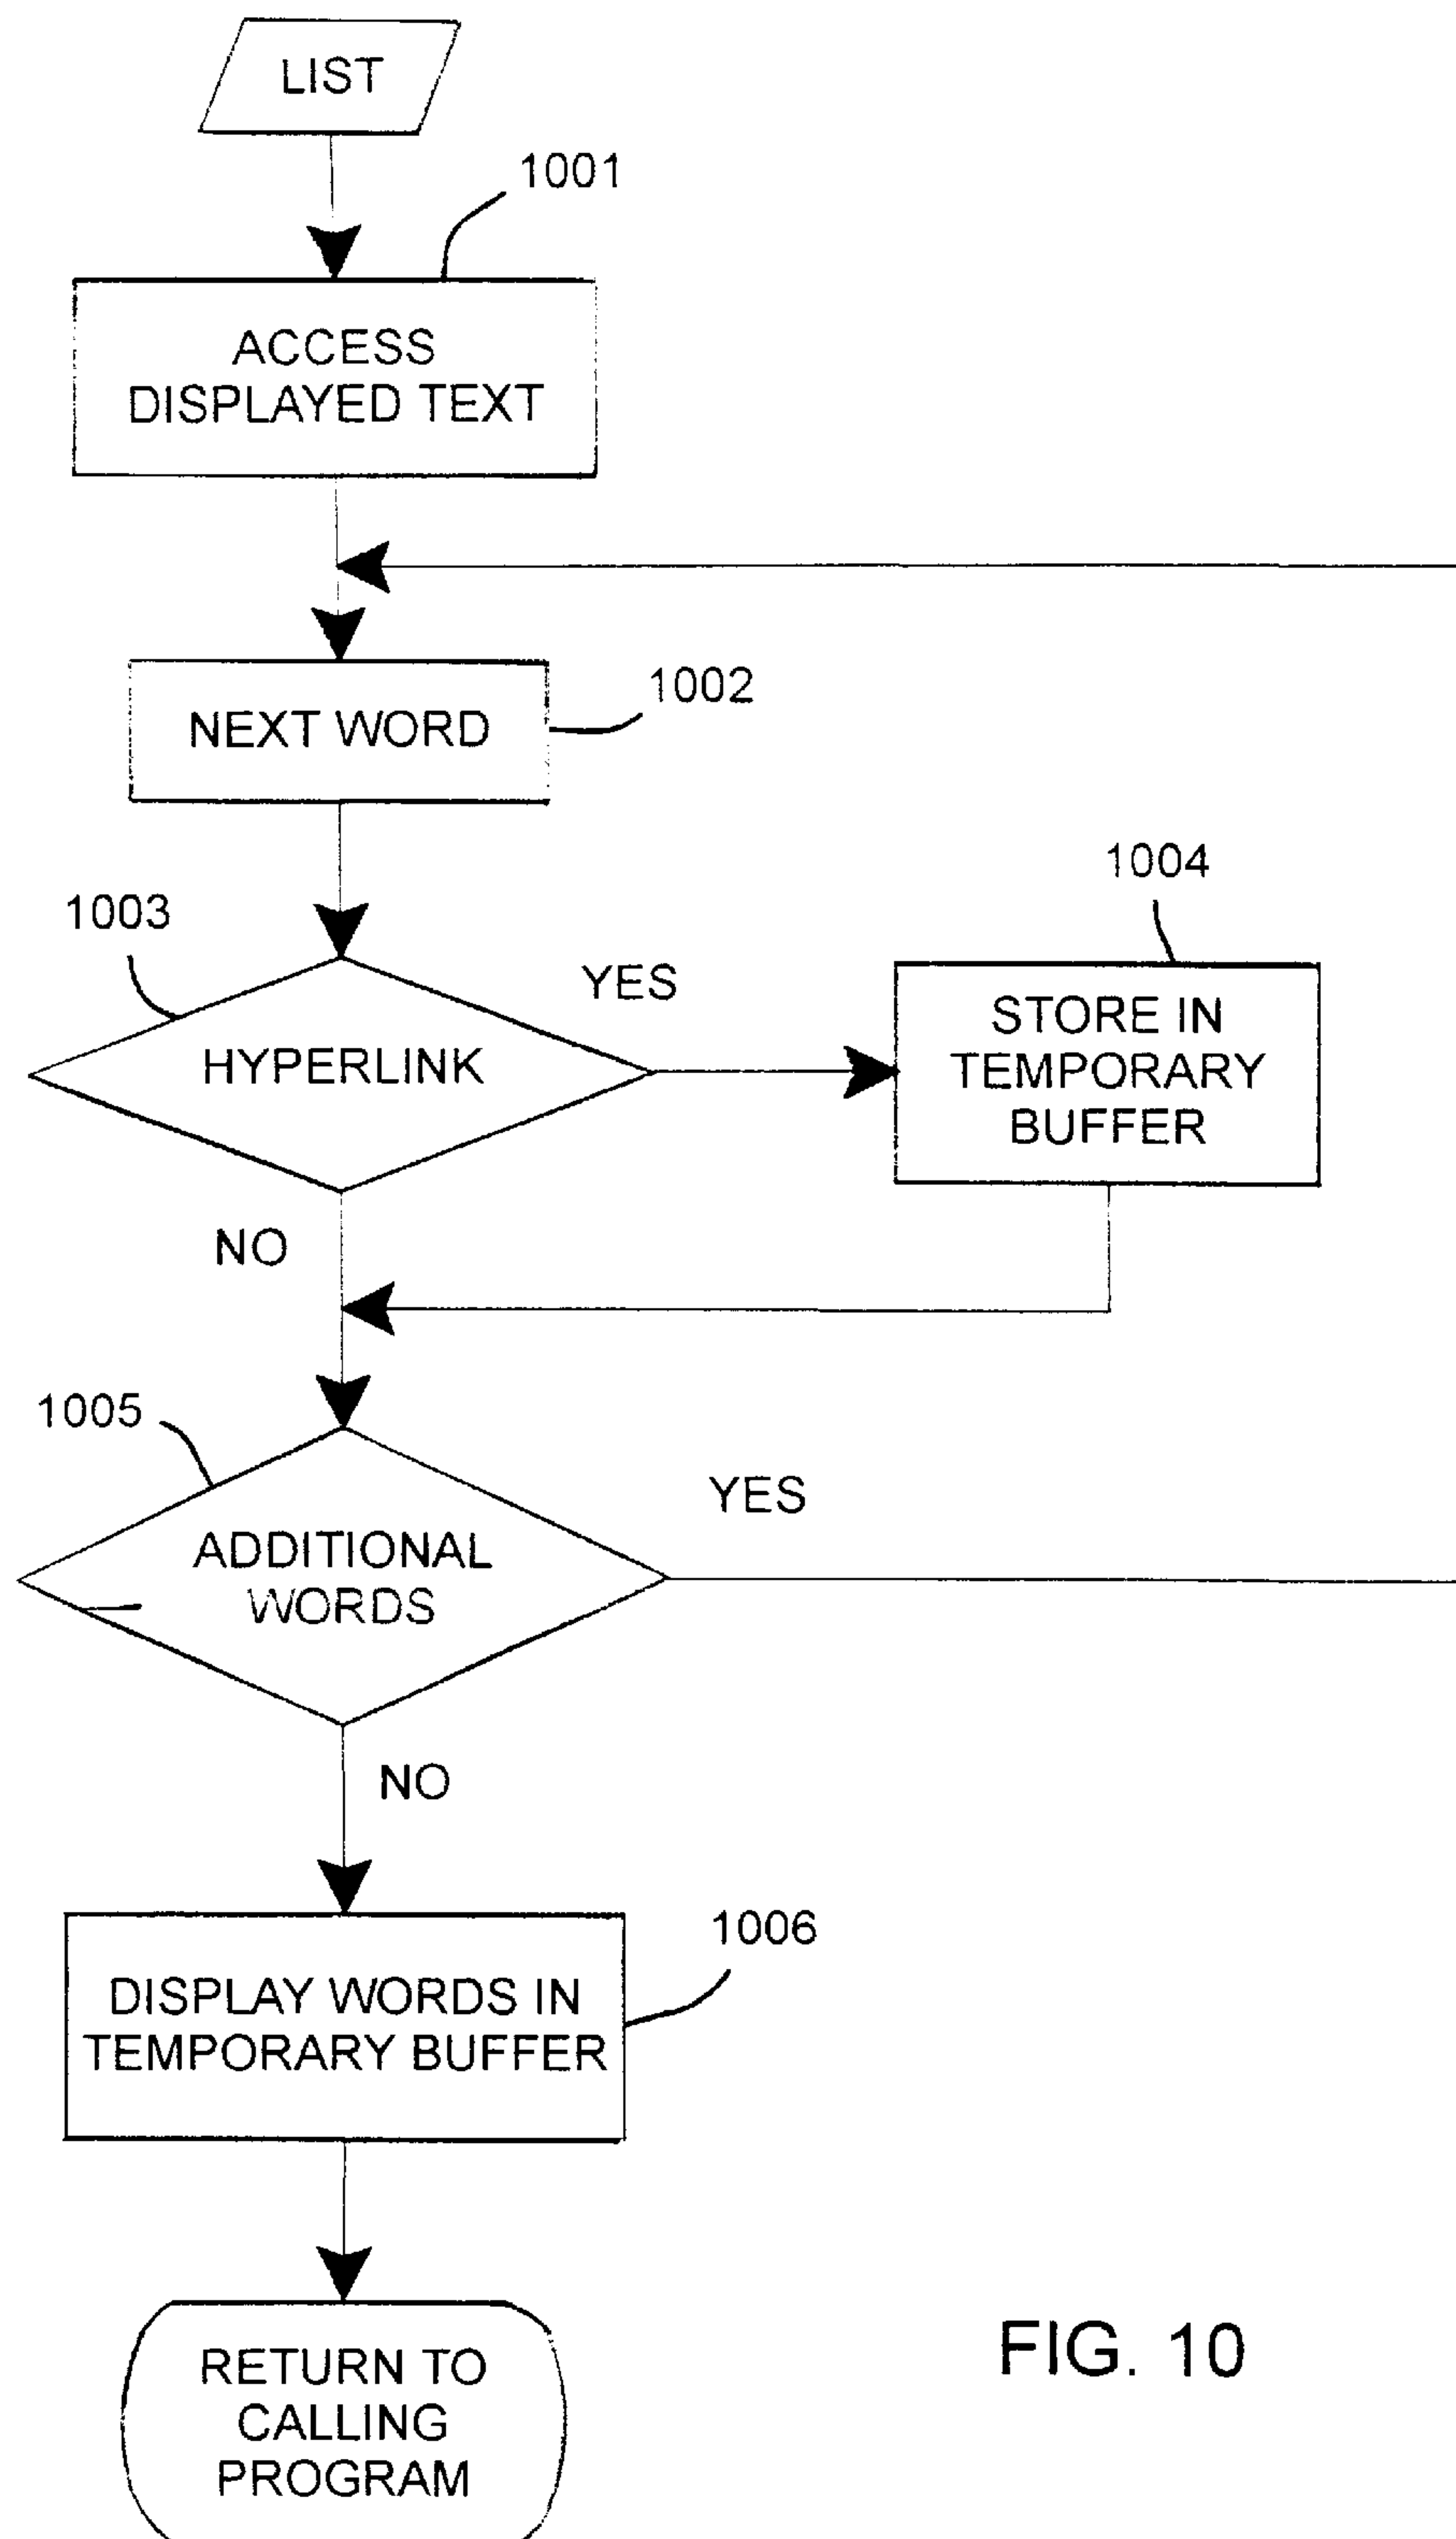 LIST
1001
ACCESS
DISPLAYED TEXT
NEXT WORD
1002
1003
HYPERLINK
YES
1004
STORE IN
TEMPORARY
BUFFER
NO
1005
ADDITIONAL
WORDS
YES
NO
1006
DISPLAY WORDS IN
TEMPORARY BUFFER
RETURN TO
CALLING
PROGRAM
FIG. 10